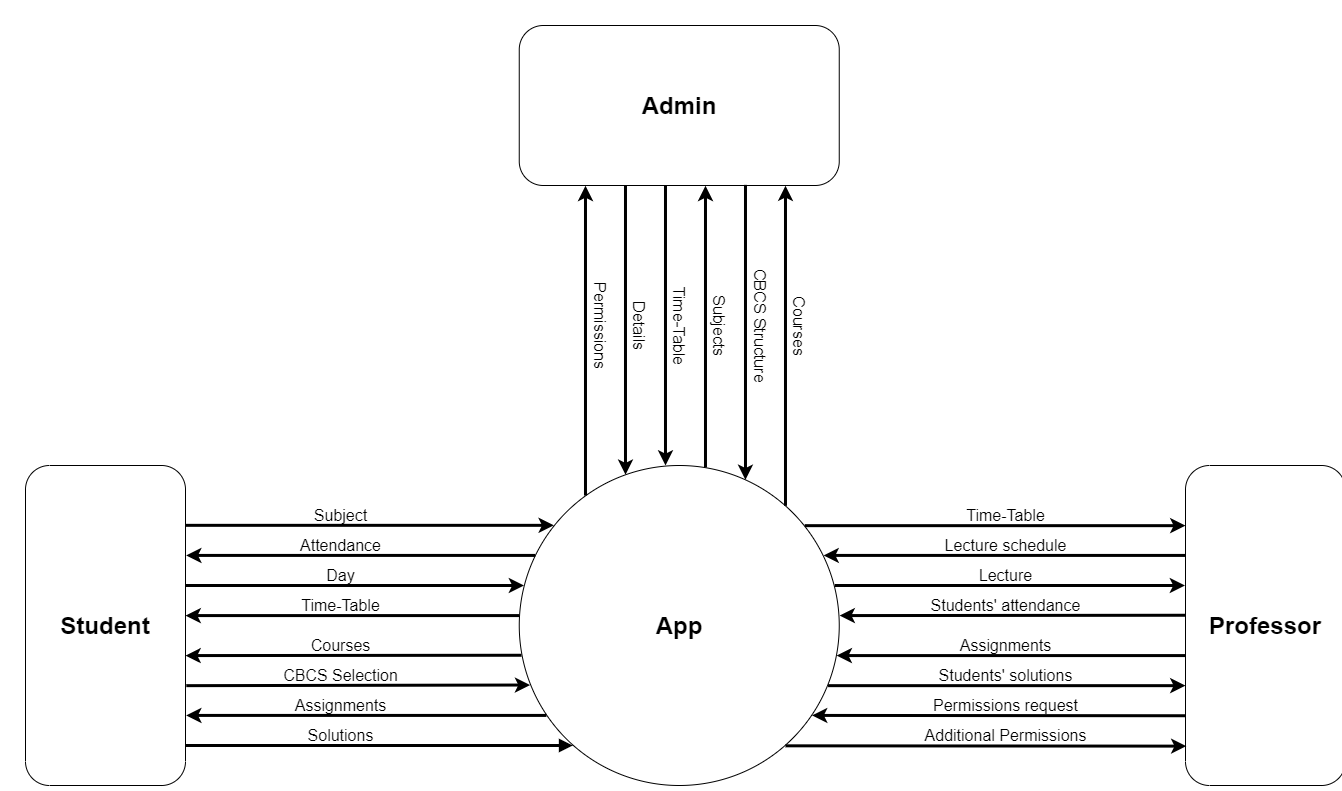 Admin
Permissions
Details
Time-Table
Subjects
CBCS Structure
Courses
Student
Subject
Attendance
Day
Time-Table
Courses
CBCS Selection
Assignments
Solutions
App
Time-Table
Lecture schedule
Lecture
Students' attendance
Assignments
Students' solutions
Permissions request
Additional Permissions
Professor